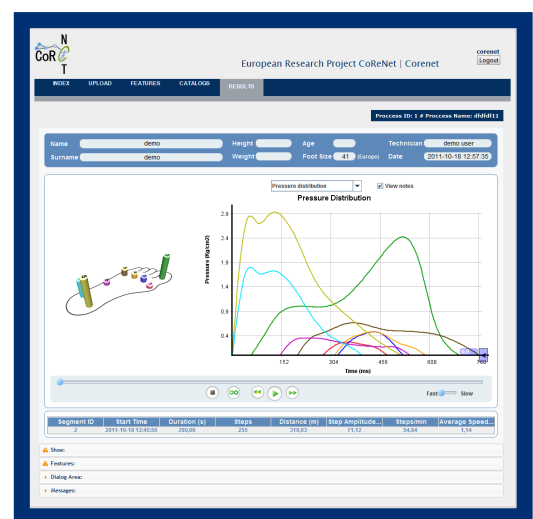 N
CoR C
T
European Research Project CoReNet | Corenet
corenet
Logout
INDEX UPLOAD FEATURES CATALOGS RESULTS
Proccess ID: 1 # Proccess Name: dfdfdf11
Name demo Height Age Technician demo user
Surname demo Weight Foot Size 41 (Europe) Date 2011-10-18 12:57:35
Pressure distribution View notes
Pressure Distribution
Pressure (Kg/cm2)
2.9
2.4
1.9
1.4
0.9
0.4
152 304 456 608 760
Time (ms)
Fast Slow
Segment ID Start Time Duration (s) Steps Distance (m) Step Amplitude... Steps/min Average Speed...
2 2011-10-18 12:45:50 280,00 255 319,63 71,12 54,64 1,14
Shoe:
Features:
Dialog Area:
Messages: